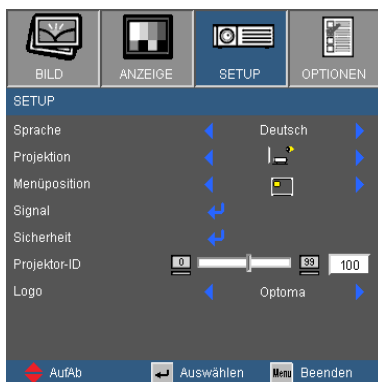 BILD ANZEIGE SETUP OPTIONEN
SETUP
Sprache Deutsch
Projektion
Menüposition
Signal
Sicherheit
Projektor-ID 0 99 100
Logo Optoma
AufAb Auswählen Menu Beenden